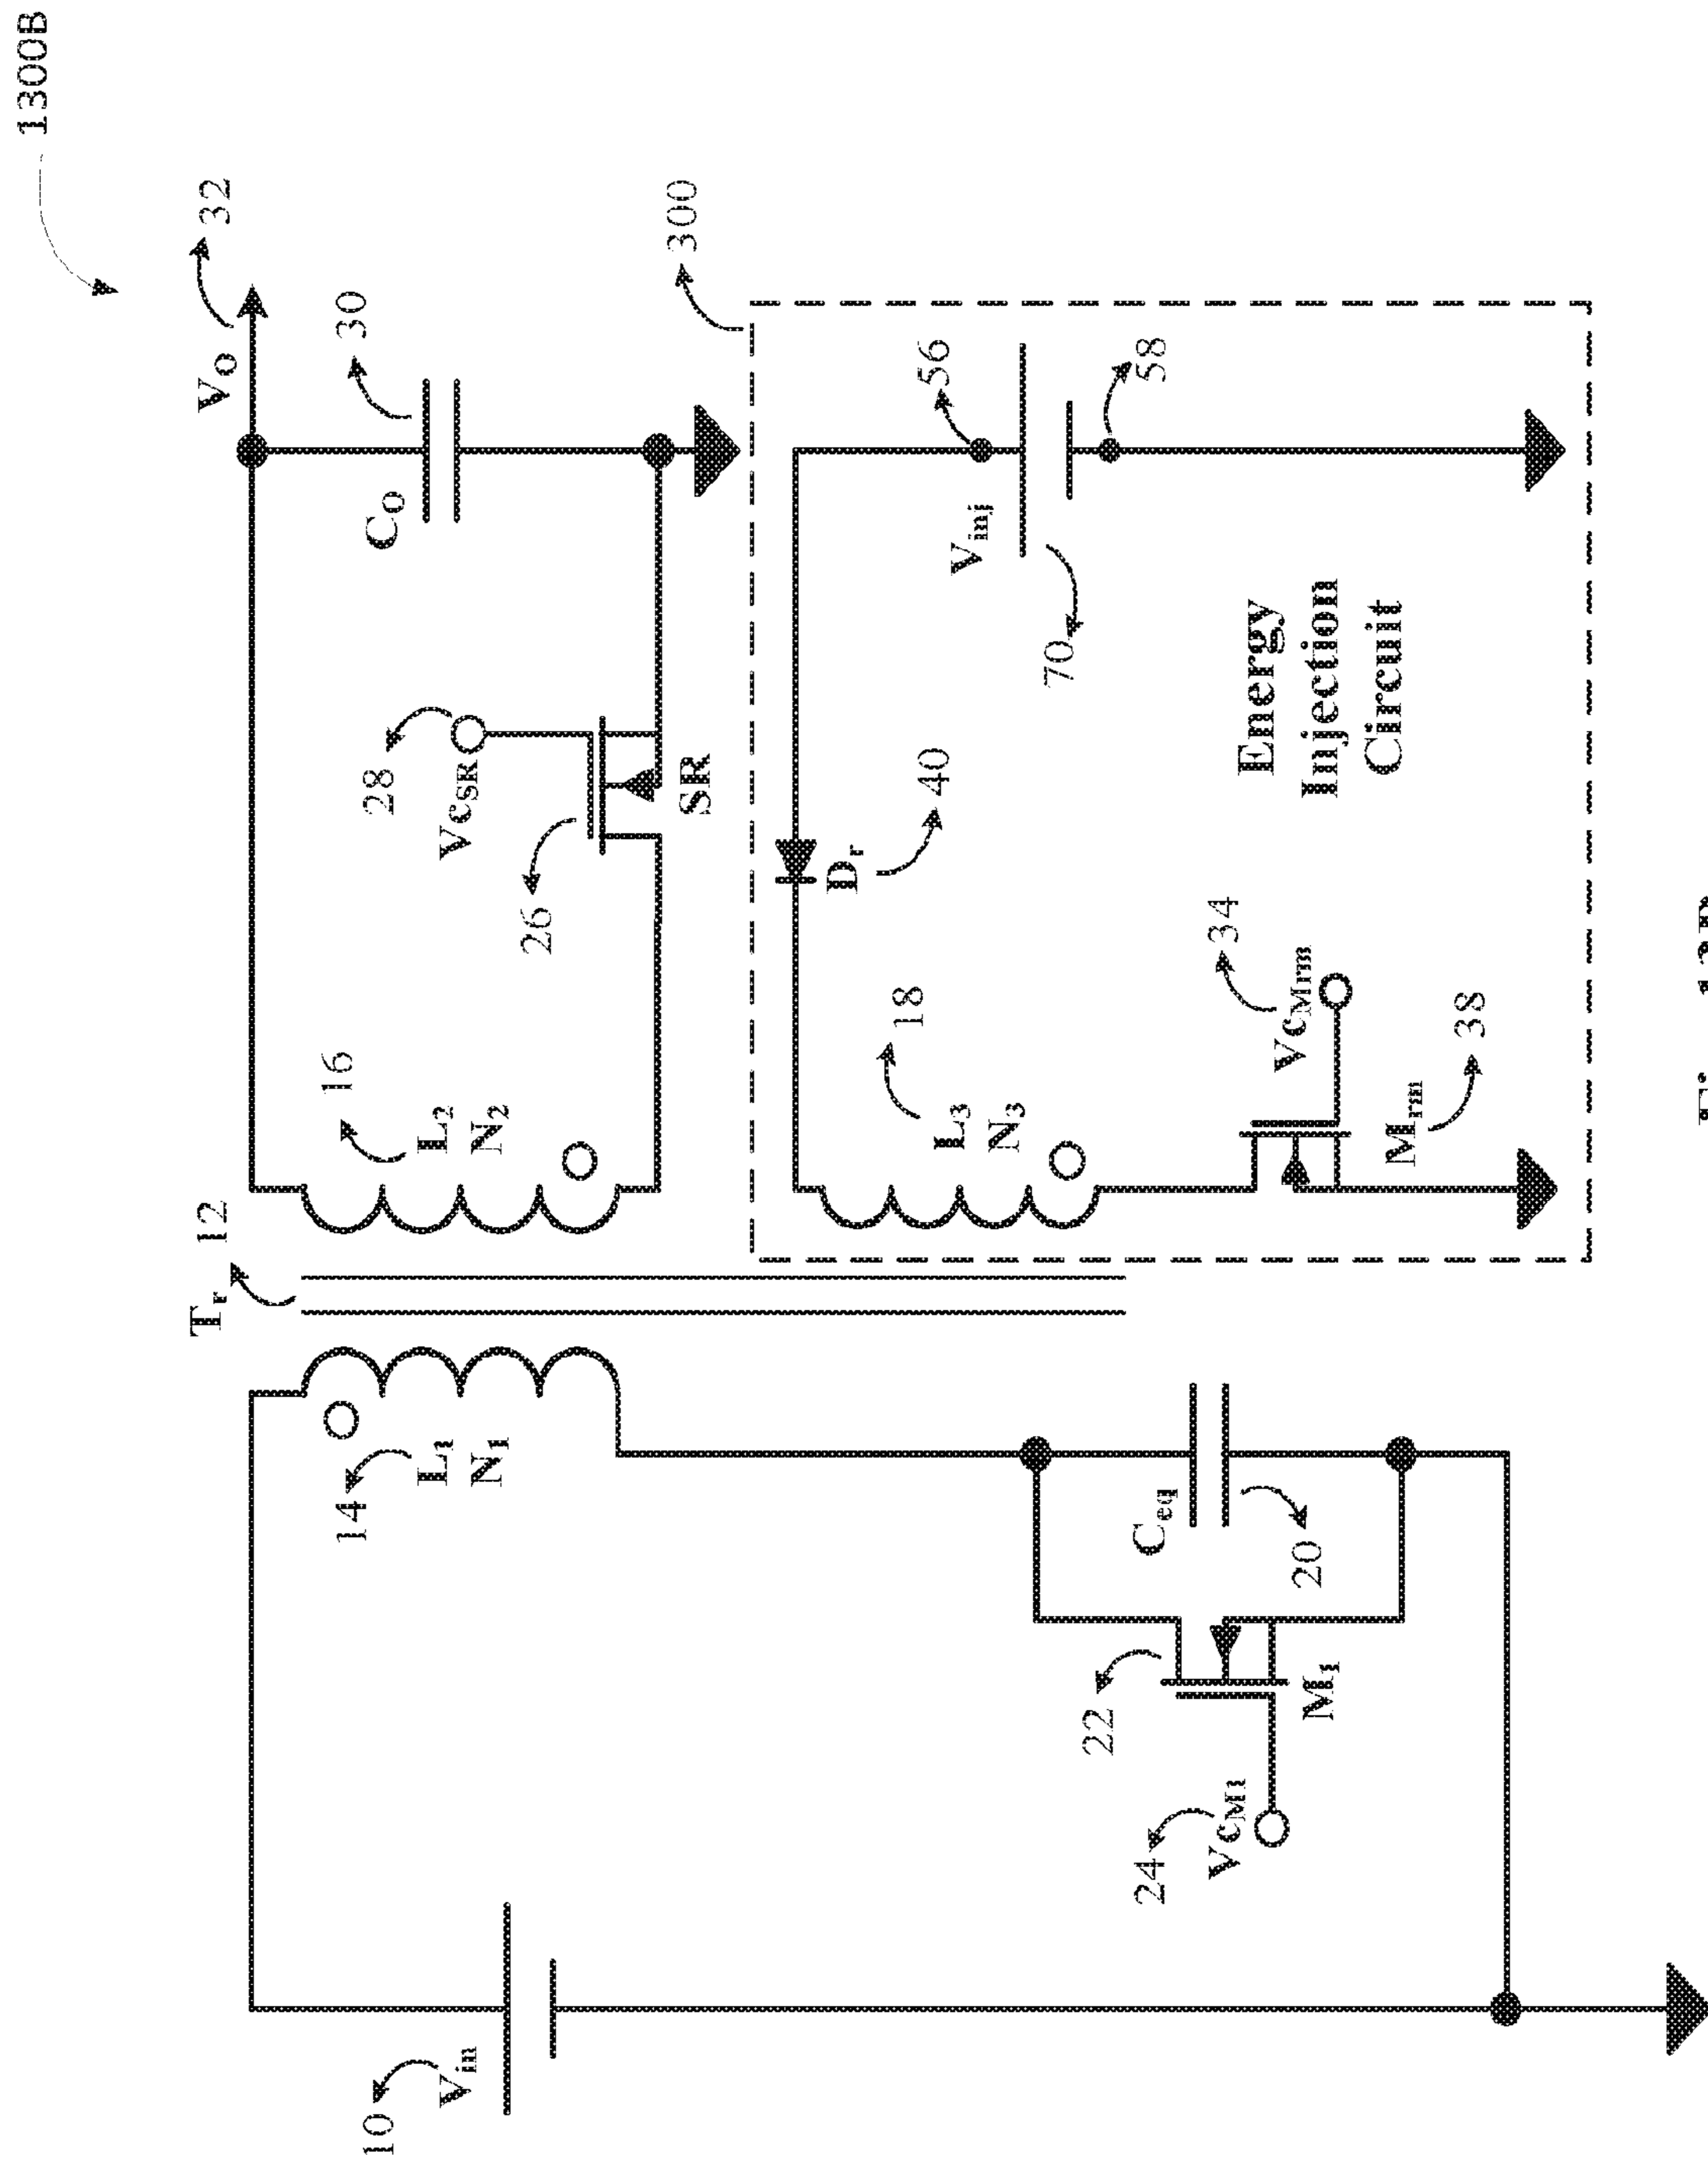 1300B
Tr 12
32
VO
30
CO
16
L2
N2
28
VcSR
26
SR
14
L1
N1
10
Vin
300
56
58
Vinj
70
Dr
40
18
L3
N3
34
VcMrm
Mrm
38
Energy
Injection
Circuit
Ceq
20
22
M1
24
VcM1